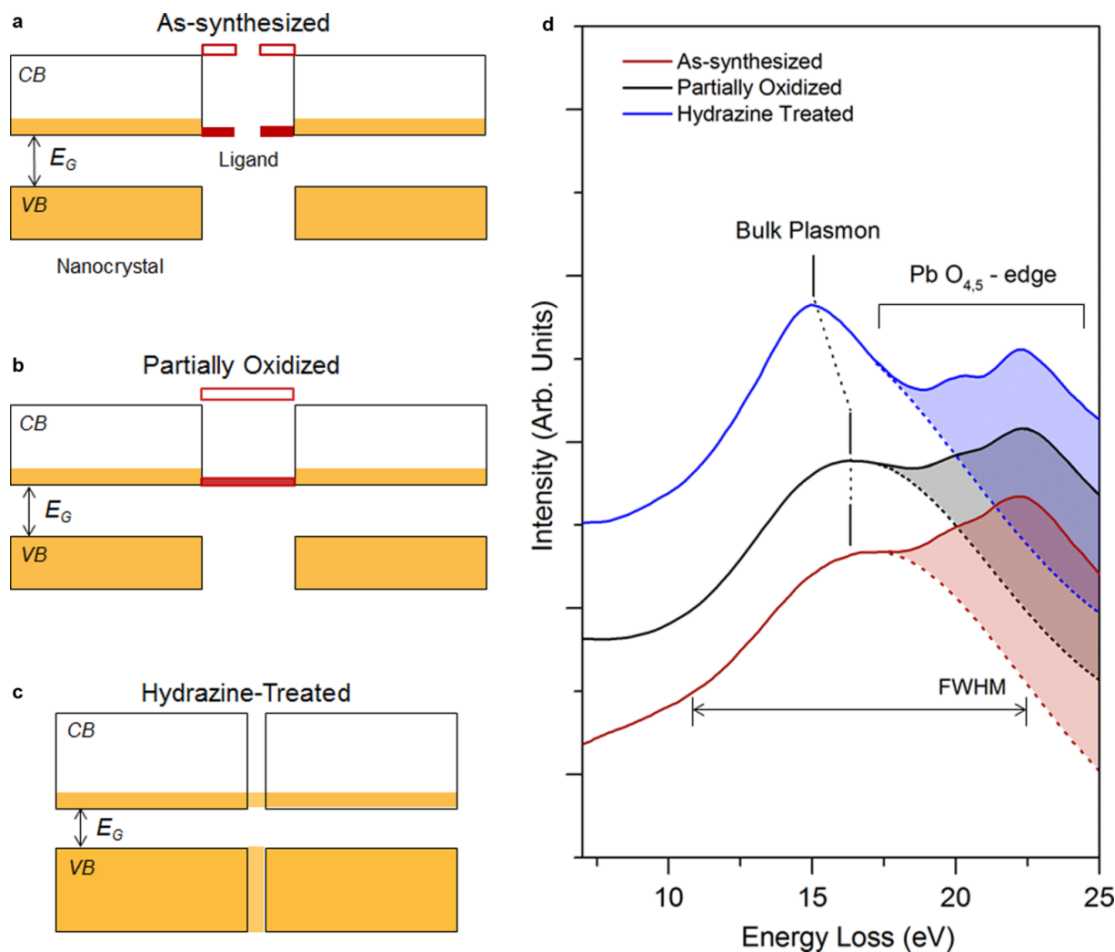 a
As-synthesized
CB
E_G
Ligand
VB
Nanocrystal
b
Partially Oxidized
CB
E_G
VB
c
Hydrazine-Treated
CB
E_G
VB
d
As-synthesized
Partially Oxidized
Hydrazine Treated
Bulk Plasmon
Pb O4,5 - edge
FWHM
Intensity (Arb. Units)
10 15 20 25
Energy Loss (eV)